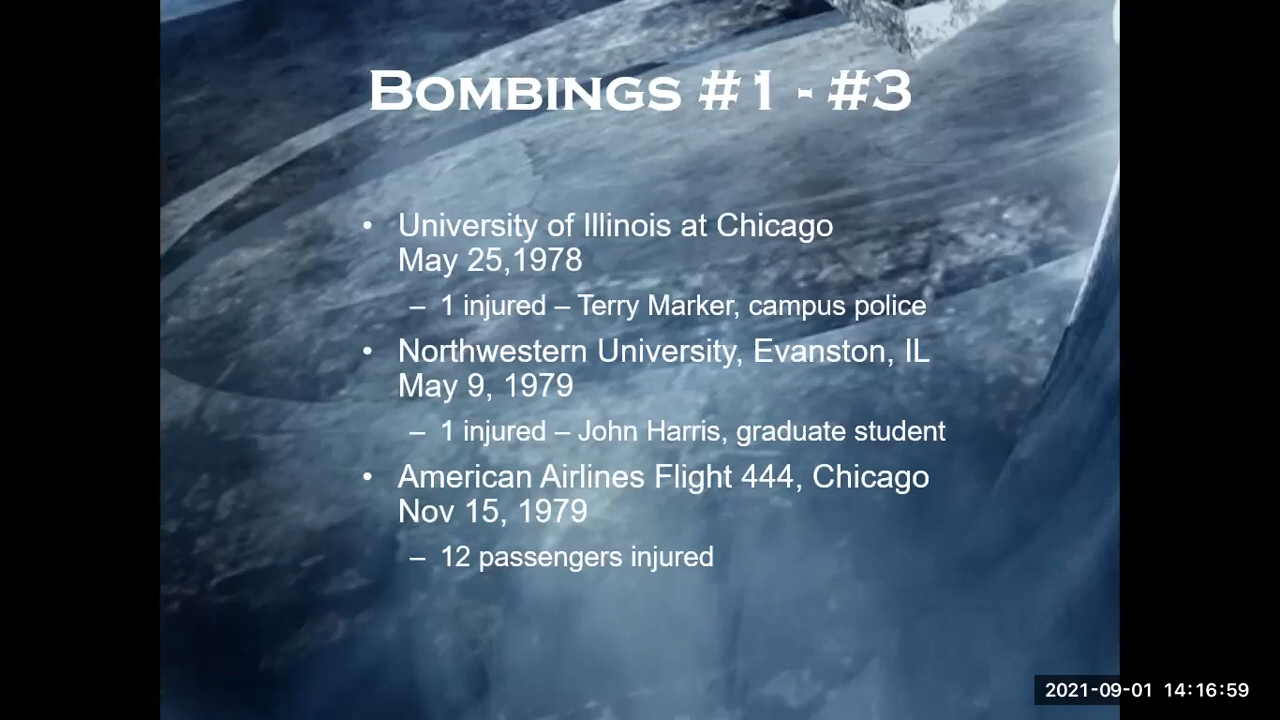 BOMBINGS #1 - #3
• University of Illinois at Chicago
May 25,1978
– 1 injured – Terry Marker, campus police
• Northwestern University, Evanston, IL
May 9, 1979
– 1 injured – John Harris, graduate student
• American Airlines Flight 444, Chicago
Nov 15, 1979
– 12 passengers injured
2021-09-01 14:16:59